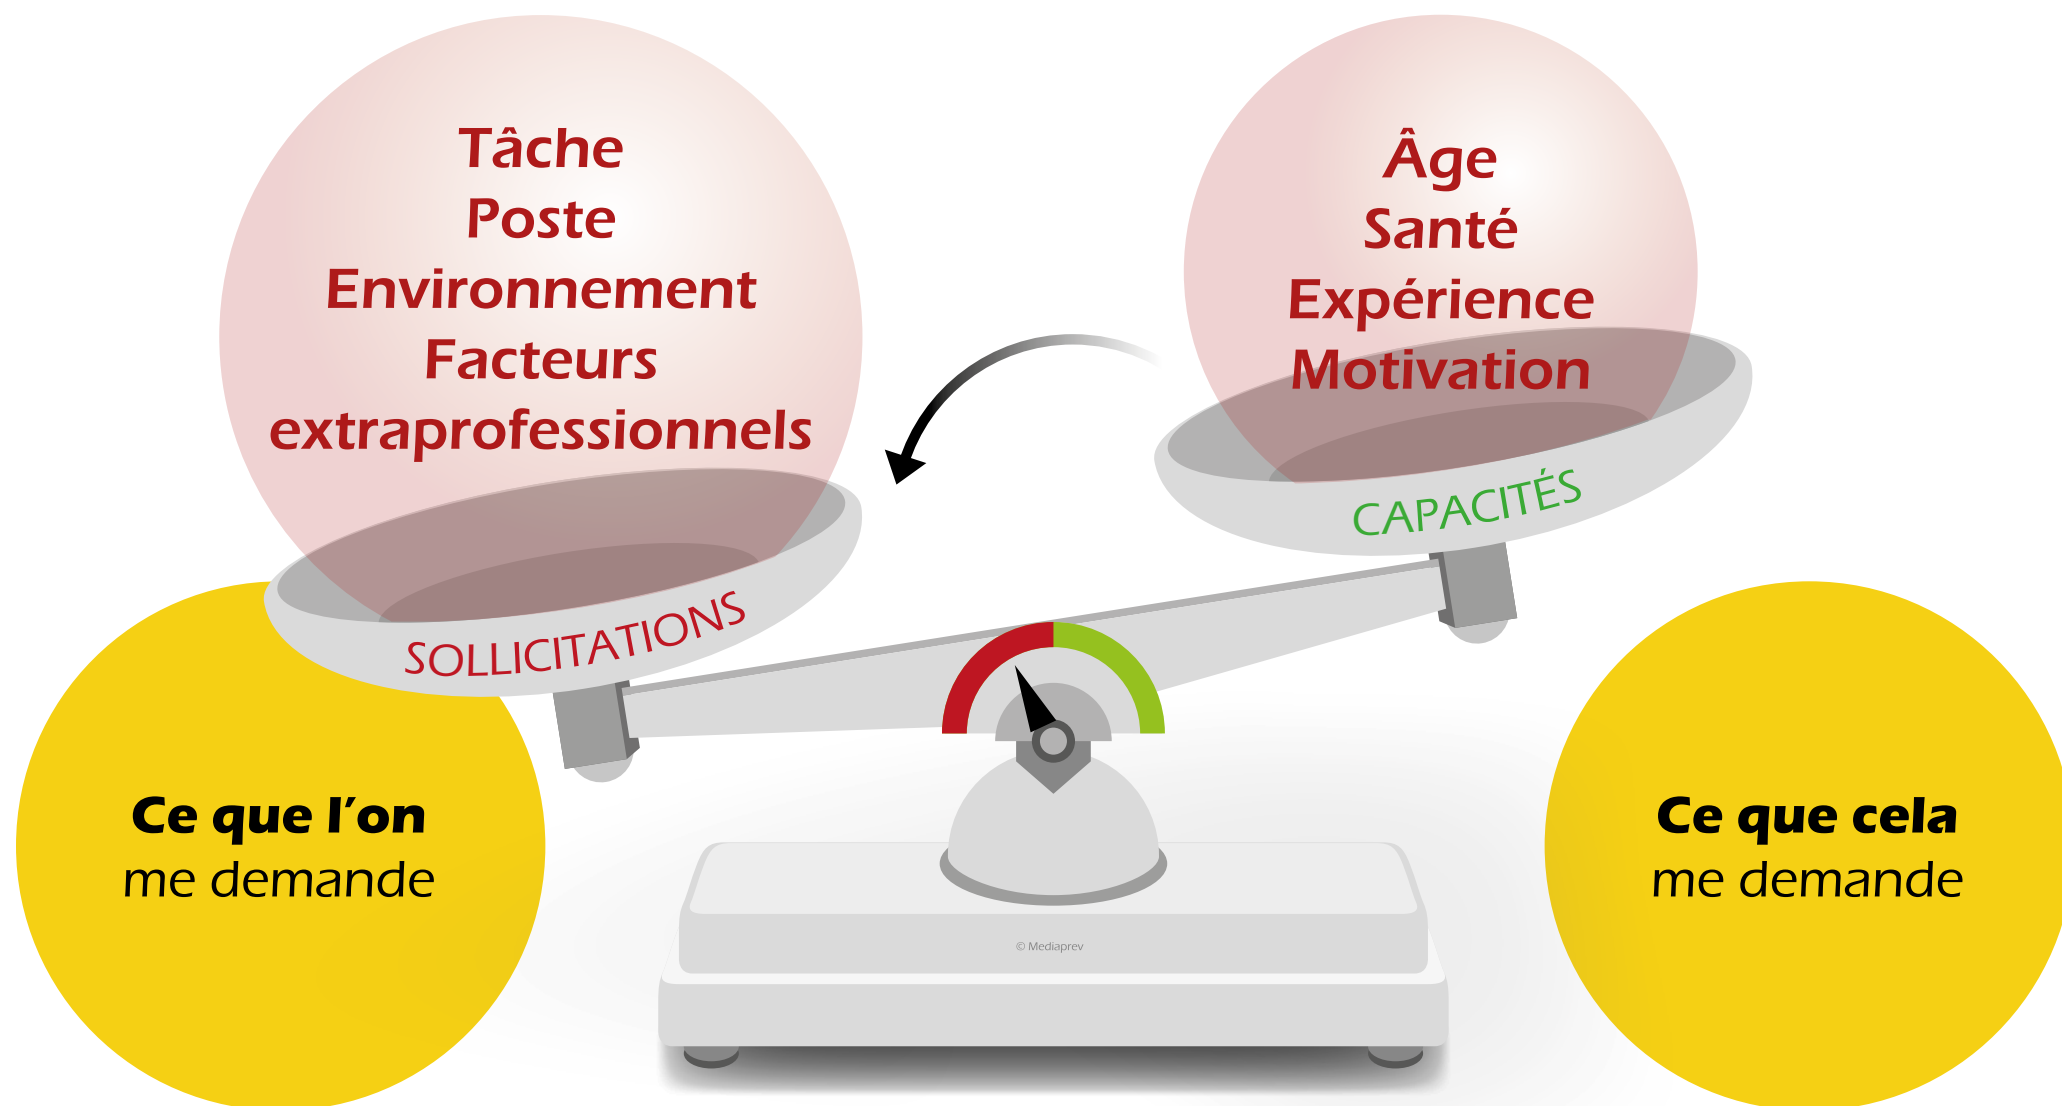 Tâche
Poste
Environnement
Facteurs
extraprofessionnels
SOLLICITATIONS
Âge
Santé
Expérience
Motivation
CAPACITÉS
Ce que l'on
me demande
Ce que cela
me demande
© Mediaprev